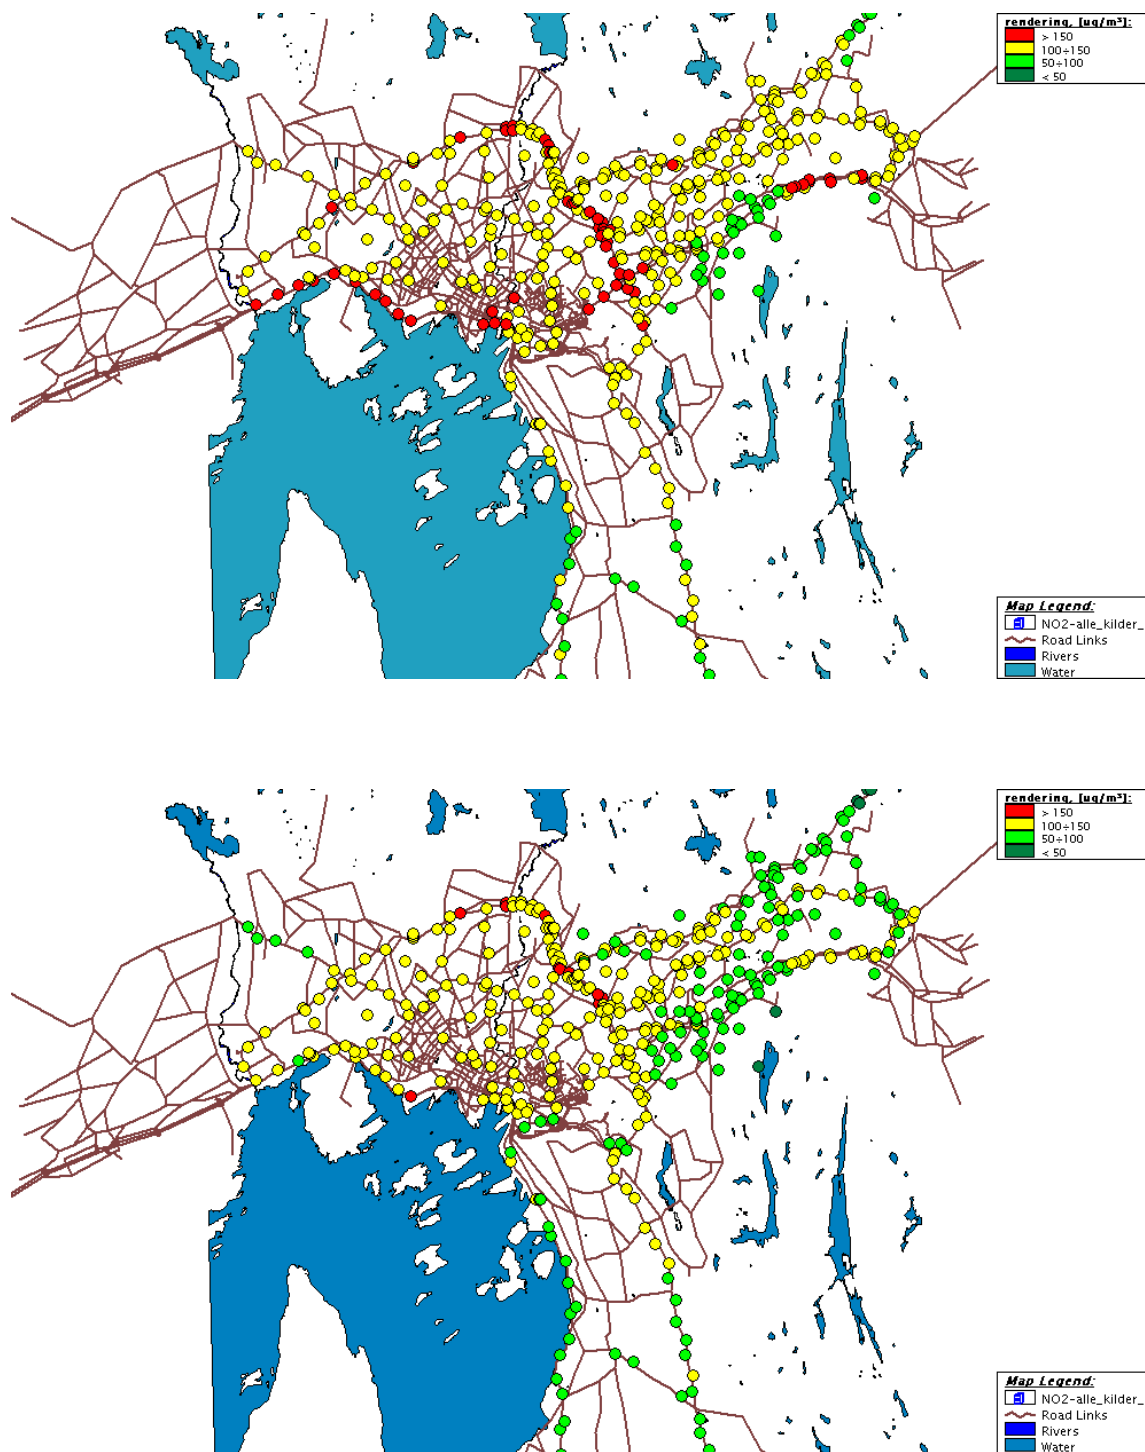 rendering, [ug/m³]:
> 150
100÷150
50÷100
< 50
Map Legend:
NO2-alle_kilder_
Road Links
Rivers
Water
rendering, [ug/m³]:
> 150
100÷150
50÷100
< 50
Map Legend:
NO2-alle_kilder_
Road Links
Rivers
Water